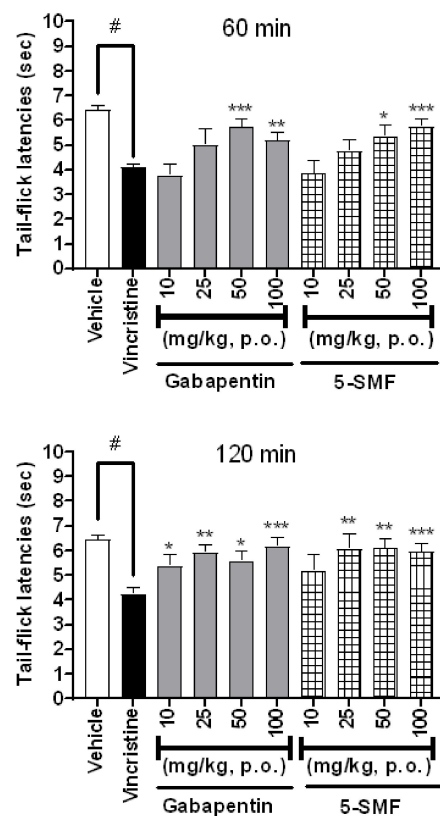 60 min
#
Tail-flick latencies (sec)
10
9
8
7
6
5
4
3
2
1
0
*** ** * ***
Vehicle Vincristine 10 25 50 100 10 25 50 100
(mg/kg, p.o.) (mg/kg, p.o.)
Gabapentin 5-SMF
120 min
#
Tail-flick latencies (sec)
10
9
8
7
6
5
4
3
2
1
0
* ** * *** ** ** ***
Vehicle Vincristine 10 25 50 100 10 25 50 100
(mg/kg, p.o.) (mg/kg, p.o.)
Gabapentin 5-SMF